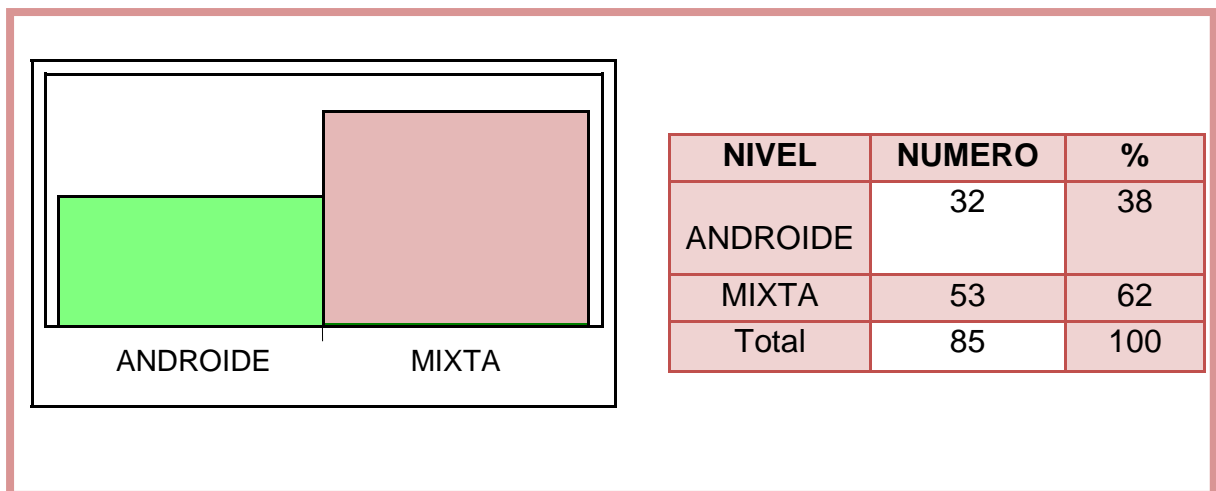 ANDROIDE MIXTA
NIVEL NUMERO %
ANDROIDE 32 38
MIXTA 53 62
Total 85 100